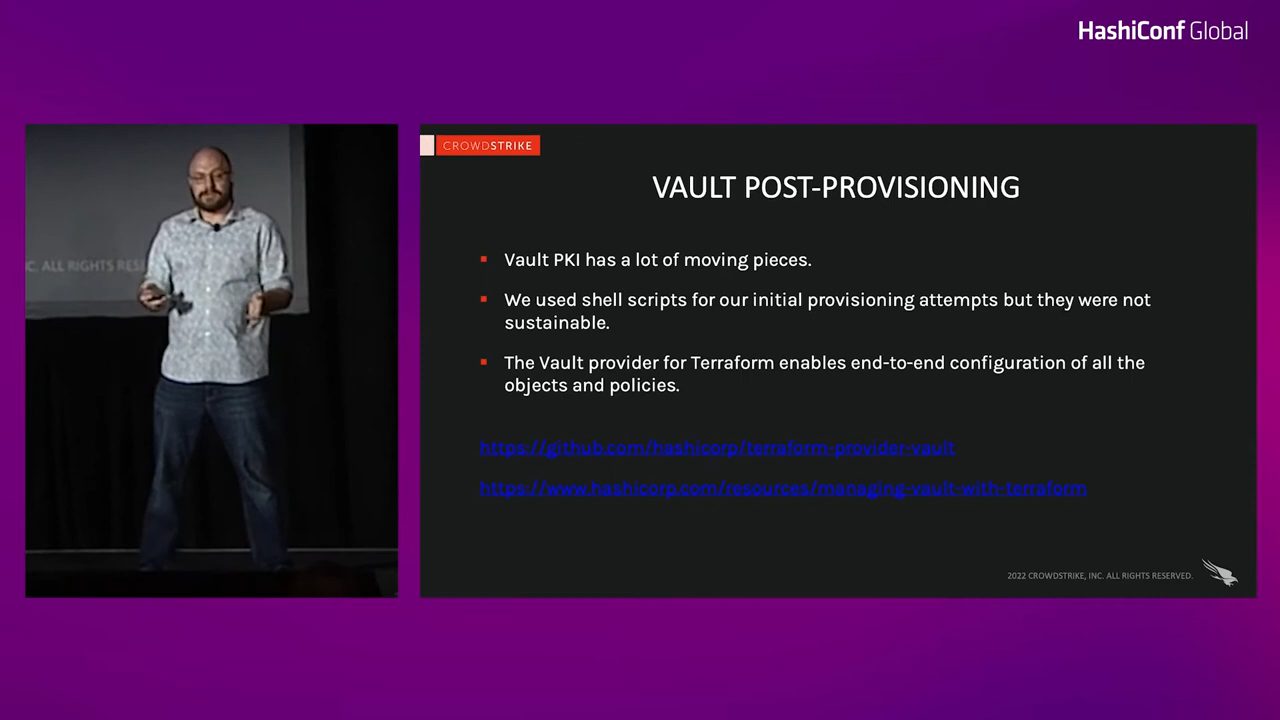 HashiConf Global
C. ALL RIGHTS RES
CROWDSTRIKE
VAULT POST-PROVISIONING
Vault PKI has a lot of moving pieces.
We used shell scripts for our initial provisioning attempts but they were not
sustainable.
The Vault provider for Terraform enables end-to-end configuration of all the
objects and policies.
https://github.com/hashicorp/terraform-provider-vault
https://www.hashicorp.com/resources/managing-vault-with-terraform
2022 CROWDSTRIKE, INC. ALL RIGHTS RESERVED.